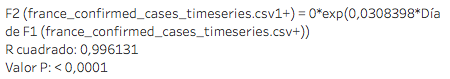 F2 (france_confirmed_cases_timeseries.csv1+) = 0*exp(0,0308398*Día
de F1 (france_confirmed_cases_timeseries.csv+))
R cuadrado: 0,996131
Valor P: < 0,0001